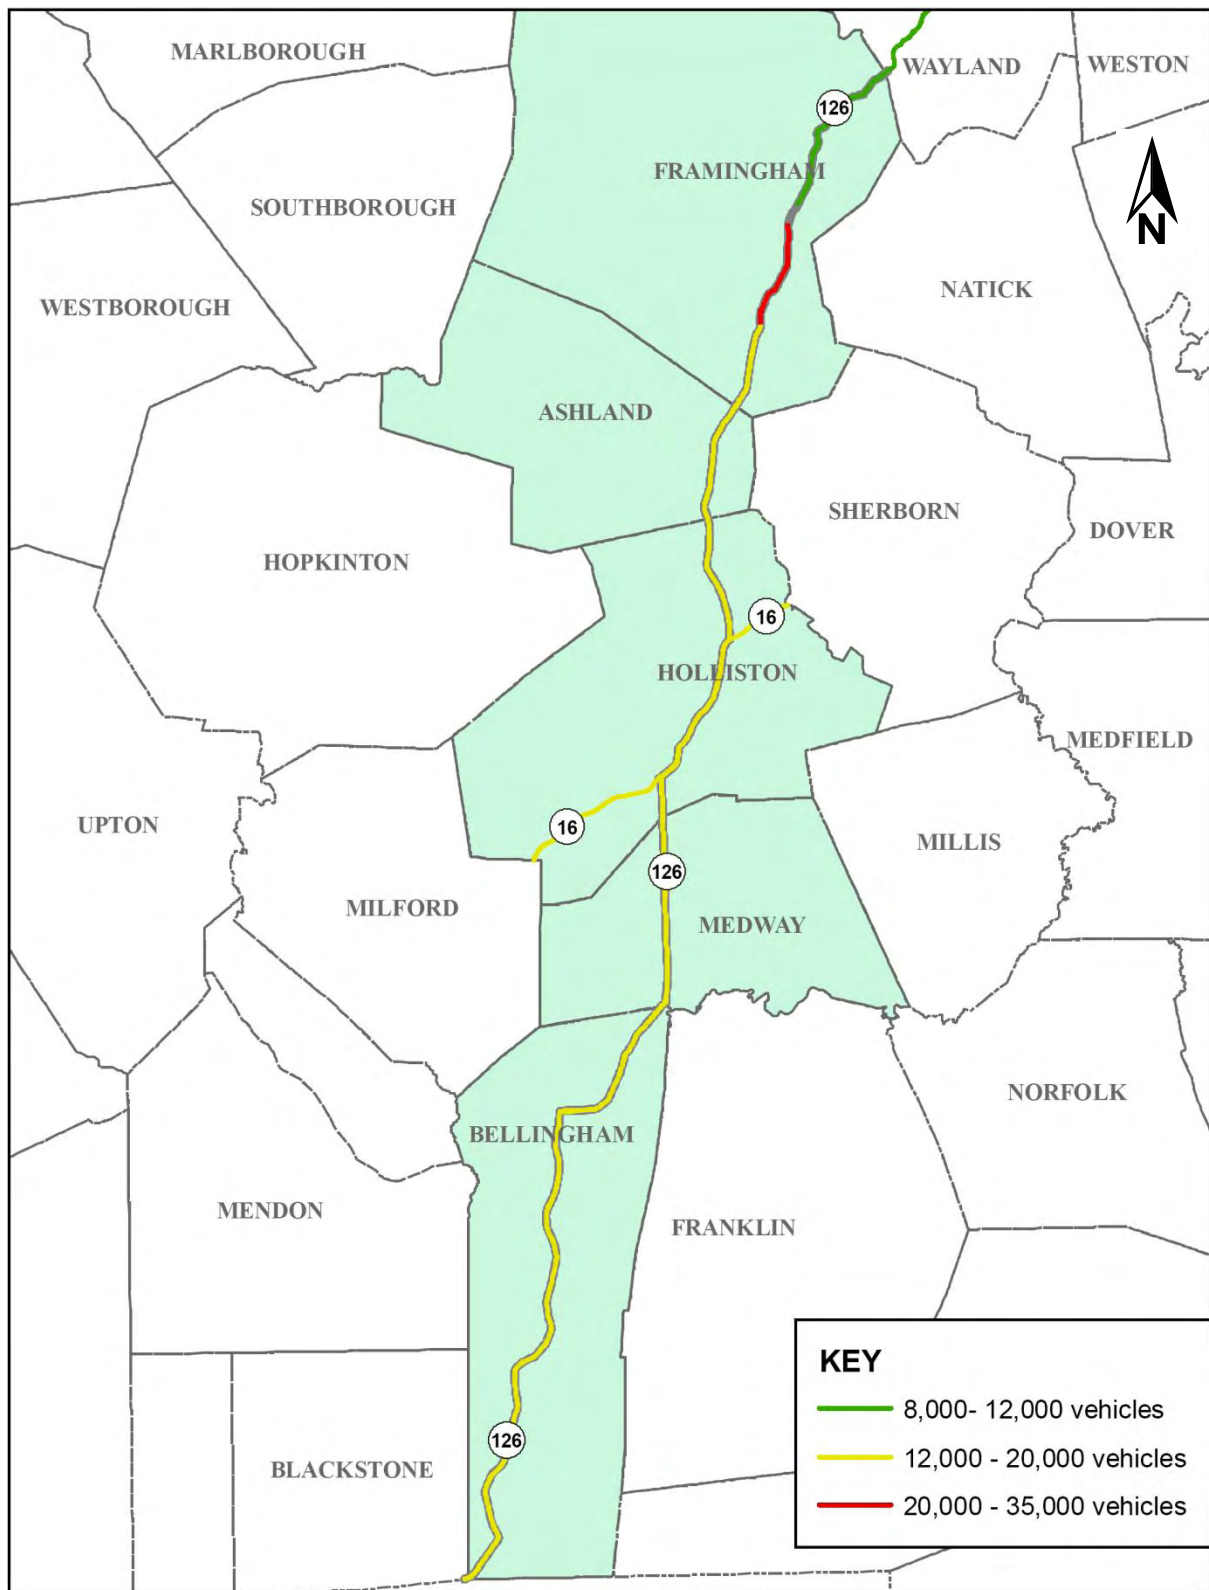 MARLBOROUGH
WAYLAND
WESTON
126
FRAMINGHAM
SOUTHBOROUGH
N
NATICK
WESTBOROUGH
ASHLAND
SHERBORN
DOVER
HOPKINTON
16
HOLLISTON
MEDFIELD
UPTON
16
MILLIS
126
MILFORD
MEDWAY
NORFOLK
BELLINGHAM
MENDON
FRANKLIN
KEY
8,000- 12,000 vehicles
126
12,000 - 20,000 vehicles
BLACKSTONE
20,000 - 35,000 vehicles